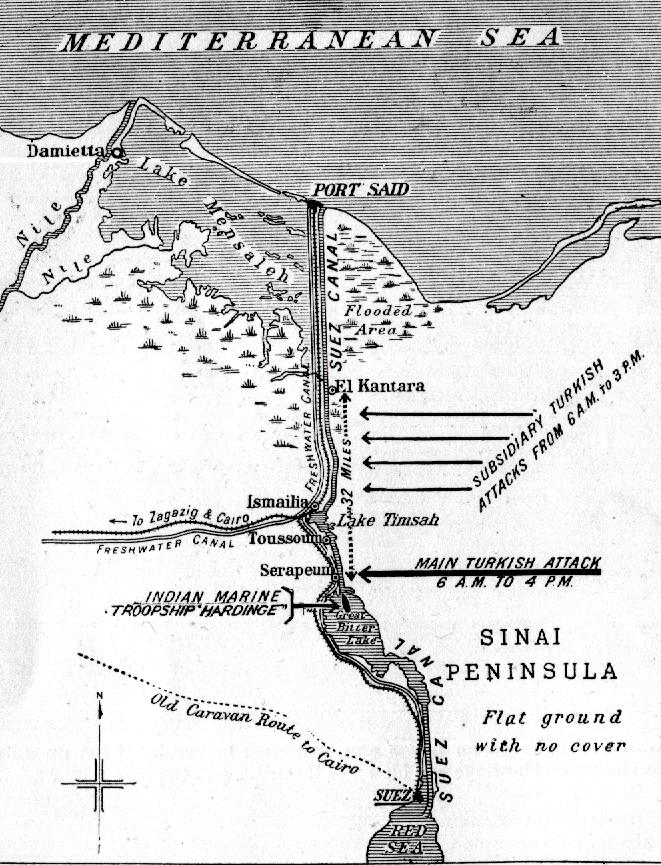 MEDITERRANEAN SEA
Damietta
Lake
Mensaleh
PORT SAID
Nile
Nile
SUEZ CANAL
Flooded
Area
El Kantara
FRESHWATER CANAL
32 MILES
SUBSIDIARY TURKISH
ATTACKS FROM 6 A.M. TO 3 P.M.
Ismailia
To Zagazig & Cairo
Lake Timsah
FRESHWATER CANAL
Toussoum
Serapeum
MAIN TURKISH ATTACK
6 A.M. TO 4 P.M.
INDIAN MARINE
TROOPSHIP "HARDINGE"
Great
Bitter
Lake
SUEZ CANAL
SINAI
PENINSULA
Flat ground
with no cover
Old Caravan Route to Cairo
N
SUEZ
RED
SEA